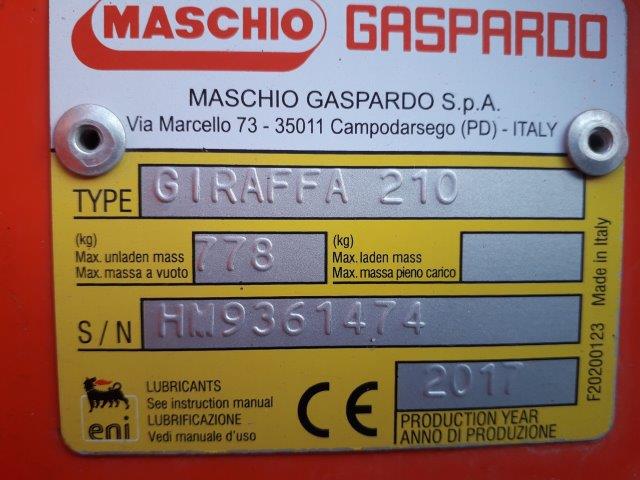 MASCHIO GASPARDO
MASCHIO GASPARDO S.p.A.
Via Marcello 73 - 35011 Campodarsego (PD) - ITALY
TYPE GIRAFFA 210
(kg)
Max. unladen mass
Max. massa a vuoto
778
(kg)
Max. laden mass
Max. massa pieno carico
S/N HM9361474
eni
LUBRICANTS
See instruction manual
LUBRIFICAZIONE
Vedi manuale d'uso
CE
2017
PRODUCTION YEAR
ANNO DI PRODUZIONE
F20200123 Made in Italy